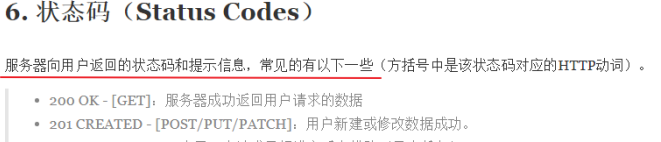 6. 状态码（Status Codes）
服务器向用户返回的状态码和提示信息，常见的有以下一些（方括号中是该状态码对应的HTTP动词）。
• 200 OK - [GET]：服务器成功返回用户请求的数据
• 201 CREATED - [POST/PUT/PATCH]：用户新建或修改数据成功。